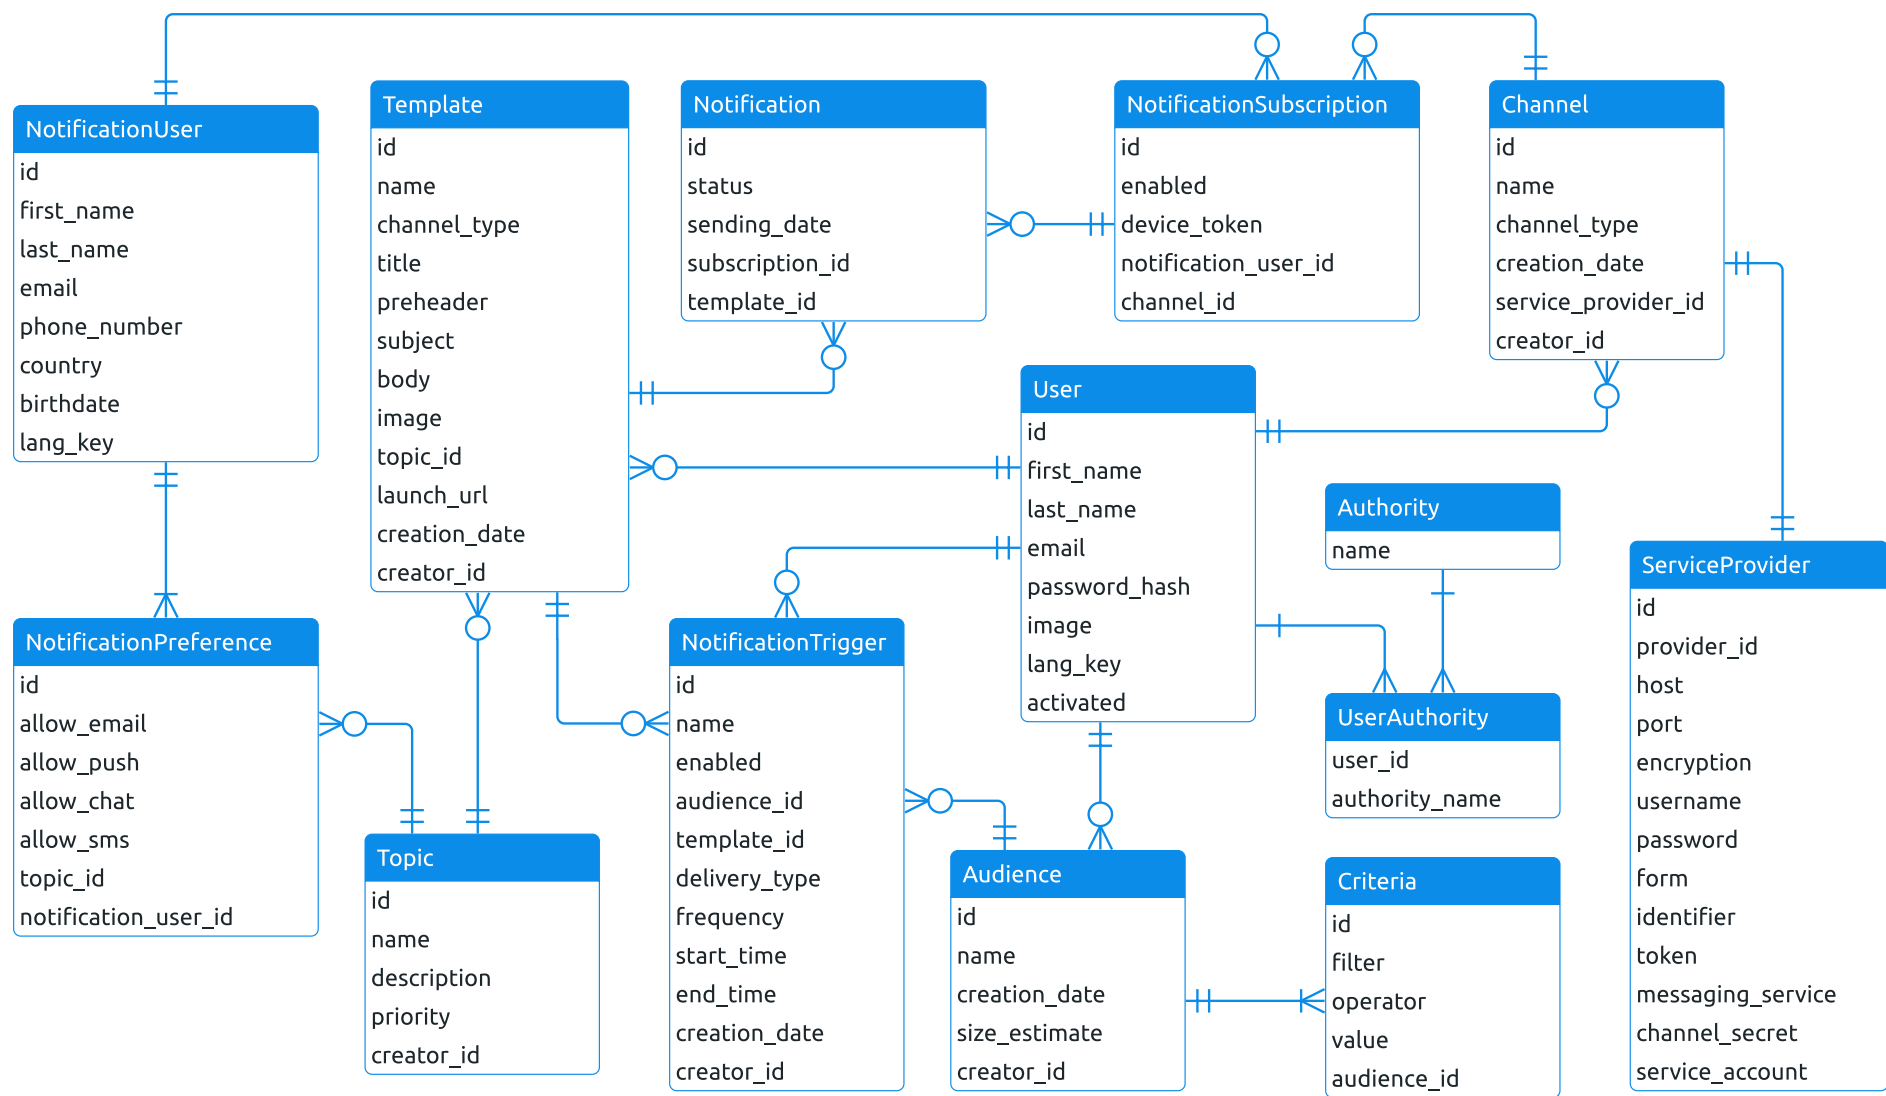 NotificationUser
id
first_name
last_name
email
phone_number
country
birthdate
lang_key
Template
id
name
channel_type
title
preheader
subject
body
image
topic_id
launch_url
creation_date
creator_id
Notification
id
status
sending_date
subscription_id
template_id
NotificationSubscription
id
enabled
device_token
notification_user_id
channel_id
Channel
id
name
channel_type
creation_date
service_provider_id
creator_id
User
id
first_name
last_name
email
password_hash
image
lang_key
activated
Authority
name
ServiceProvider
id
provider_id
host
port
encryption
username
password
form
identifier
token
messaging_service
channel_secret
service_account
NotificationPreference
id
allow_email
allow_push
allow_chat
allow_sms
topic_id
notification_user_id
Topic
id
name
description
priority
creator_id
NotificationTrigger
id
name
enabled
audience_id
template_id
delivery_type
frequency
start_time
end_time
creation_date
creator_id
UserAuthority
user_id
authority_name
Audience
id
name
creation_date
size_estimate
creator_id
Criteria
id
filter
operator
value
audience_id